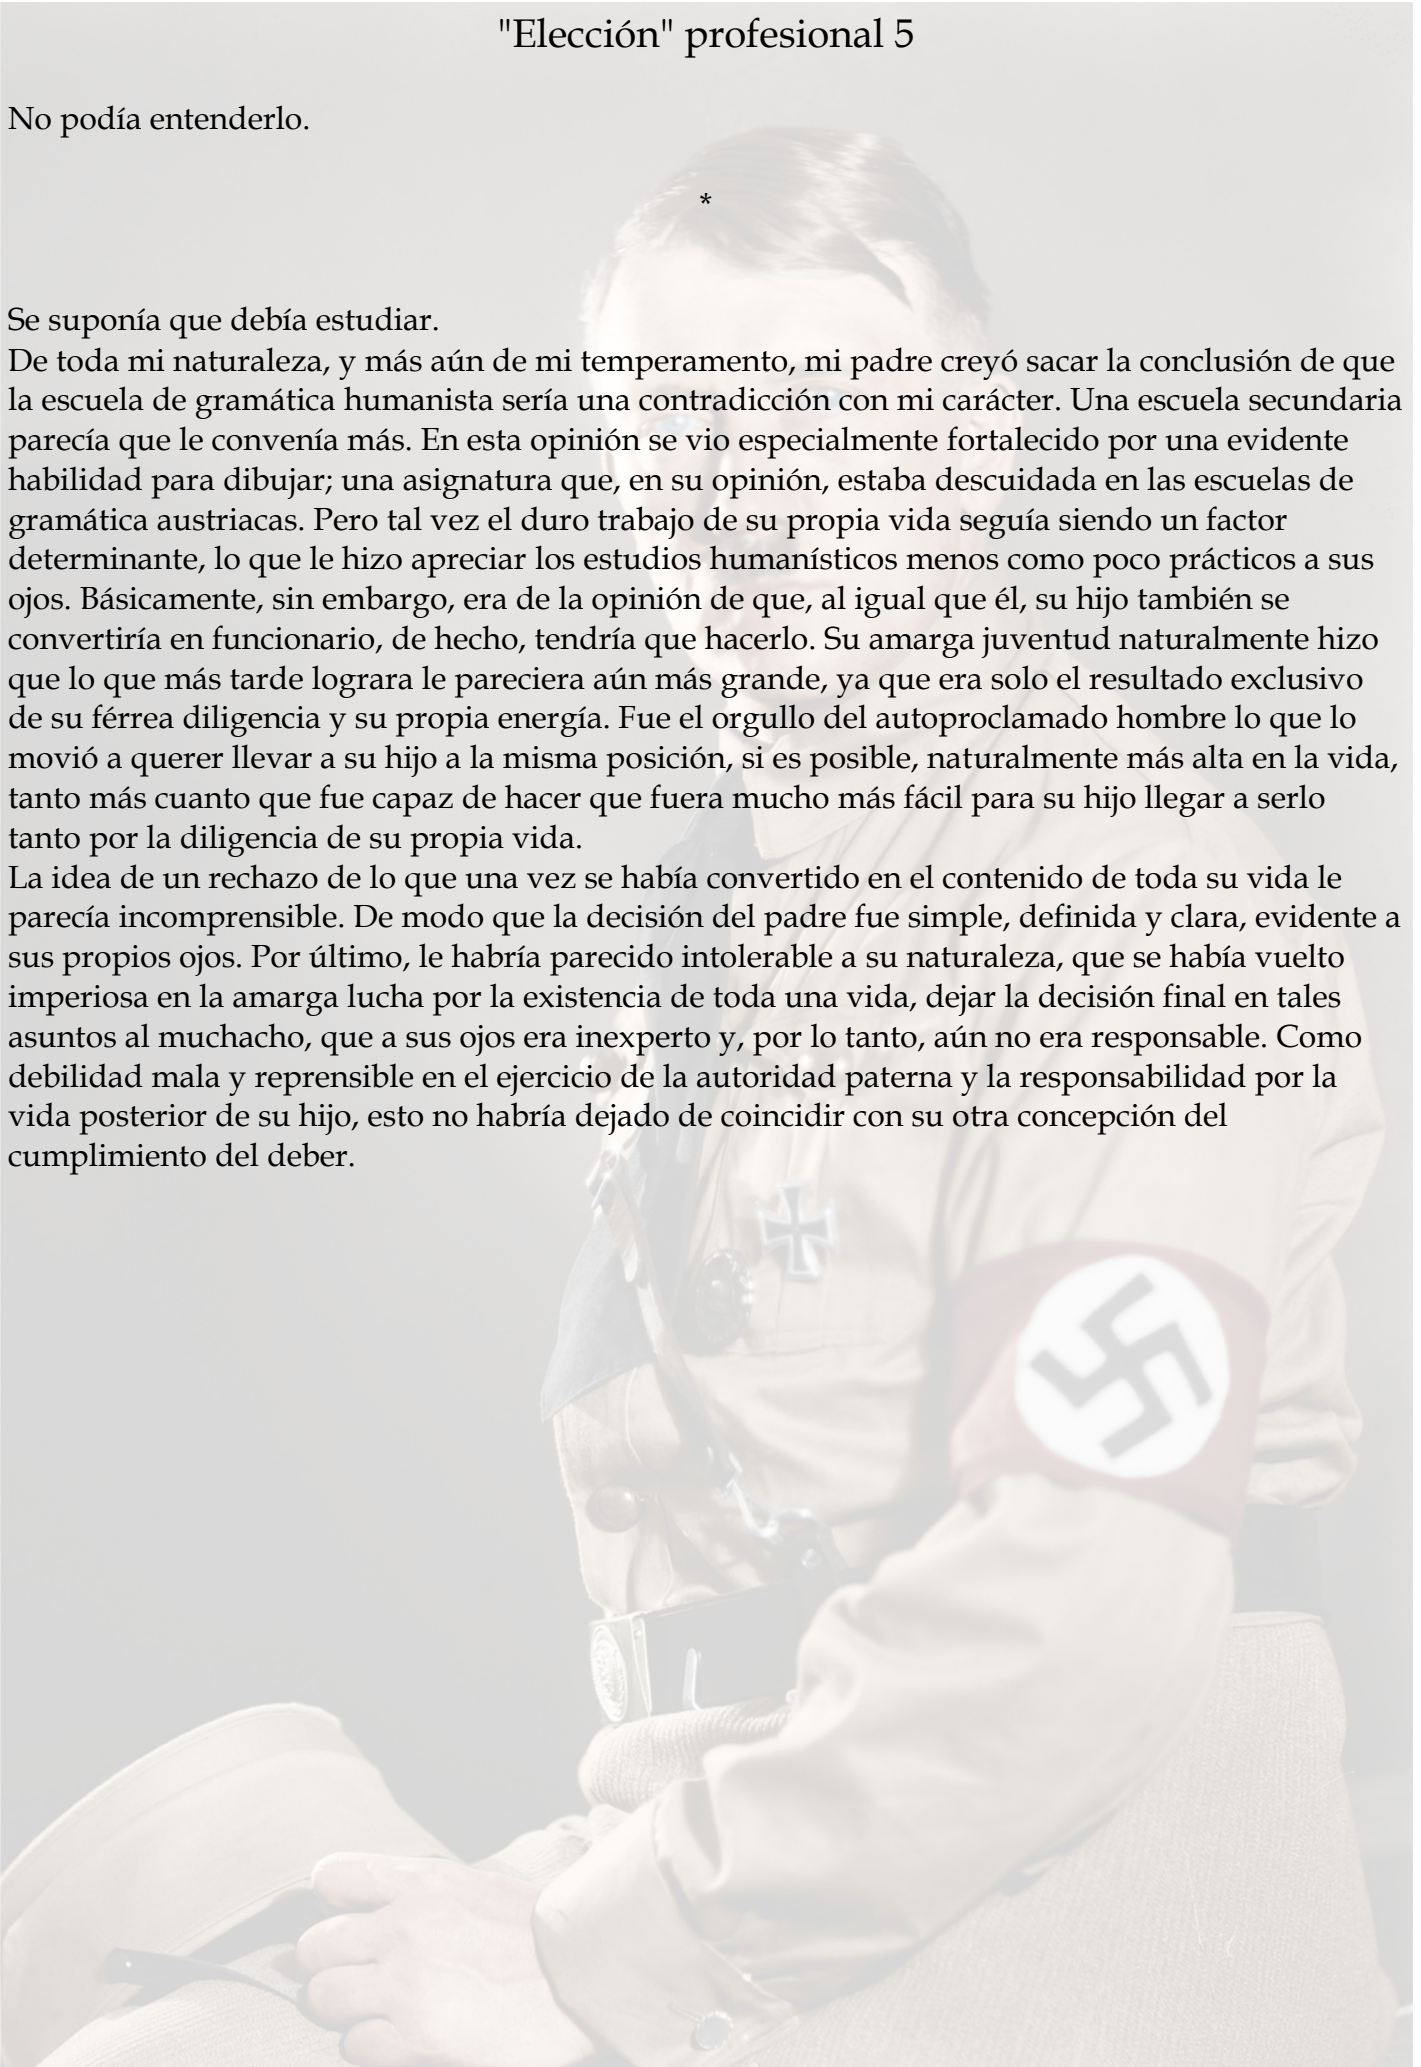 "Elección" profesional 5
No podía entenderlo.
*
Se suponía que debía estudiar.
De toda mi naturaleza, y más aún de mi temperamento, mi padre creyó sacar la conclusión de que
la escuela de gramática humanista sería una contradicción con mi carácter. Una escuela secundaria
parecía que le convenía más. En esta opinión se vio especialmente fortalecido por una evidente
habilidad para dibujar; una asignatura que, en su opinión, estaba descuidada en las escuelas de
gramática austriacas. Pero tal vez el duro trabajo de su propia vida seguía siendo un factor
determinante, lo que le hizo apreciar los estudios humanísticos menos como poco prácticos a sus
ojos. Básicamente, sin embargo, era de la opinión de que, al igual que él, su hijo también se
convertiría en funcionario, de hecho, tendría que hacerlo. Su amarga juventud naturalmente hizo
que lo que más tarde lograra le pareciera aún más grande, ya que era solo el resultado exclusivo
de su férrea diligencia y su propia energía. Fue el orgullo del autoproclamado hombre lo que lo
movió a querer llevar a su hijo a la misma posición, si es posible, naturalmente más alta en la vida,
tanto más cuanto que fue capaz de hacer que fuera mucho más fácil para su hijo llegar a serlo
tanto por la diligencia de su propia vida.
La idea de un rechazo de lo que una vez se había convertido en el contenido de toda su vida le
parecía incomprensible. De modo que la decisión del padre fue simple, definida y clara, evidente a
sus propios ojos. Por último, le habría parecido intolerable a su naturaleza, que se había vuelto
imperiosa en la amarga lucha por la existencia de toda una vida, dejar la decisión final en tales
asuntos al muchacho, que a sus ojos era inexperto y, por lo tanto, aún no era responsable. Como
debilidad mala y reprensible en el ejercicio de la autoridad paterna y la responsabilidad por la
vida posterior de su hijo, esto no habría dejado de coincidir con su otra concepción del
cumplimiento del deber.